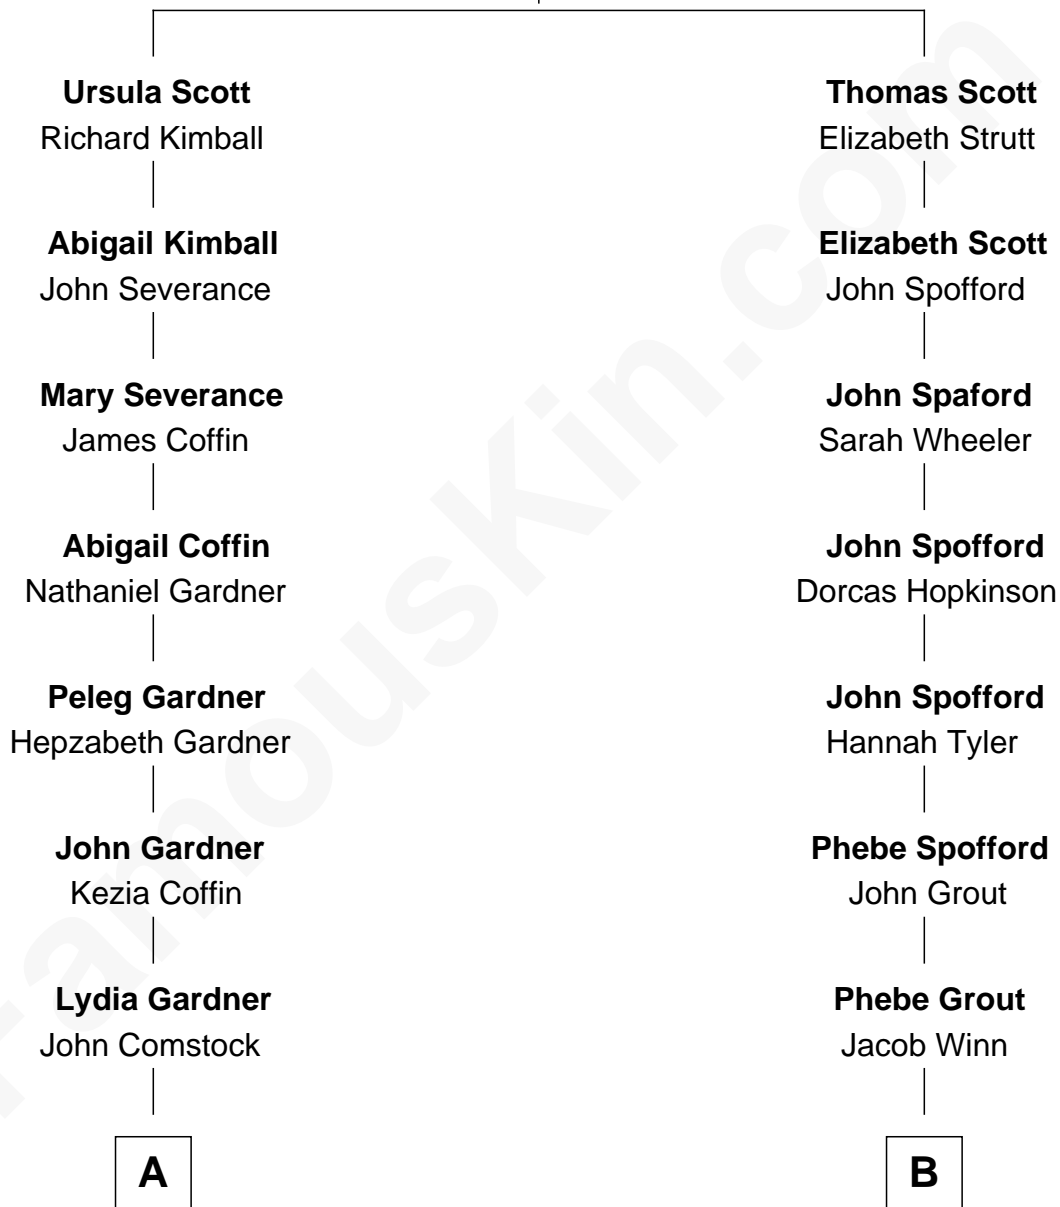 Ursula Scott
Richard Kimball
Abigail Kimball
John Severance
Mary Severance
James Coffin
Abigail Coffin
Nathaniel Gardner
Peleg Gardner
Hepzabeth Gardner
John Gardner
Kezia Coffin
Lydia Gardner
John Comstock
A
Thomas Scott
Elizabeth Strutt
Elizabeth Scott
John Spofford
John Spaford
Sarah Wheeler
John Spofford
Dorcas Hopkinson
John Spofford
Hannah Tyler
Phebe Spofford
John Grout
Phebe Grout
Jacob Winn
B
FamousKin.com